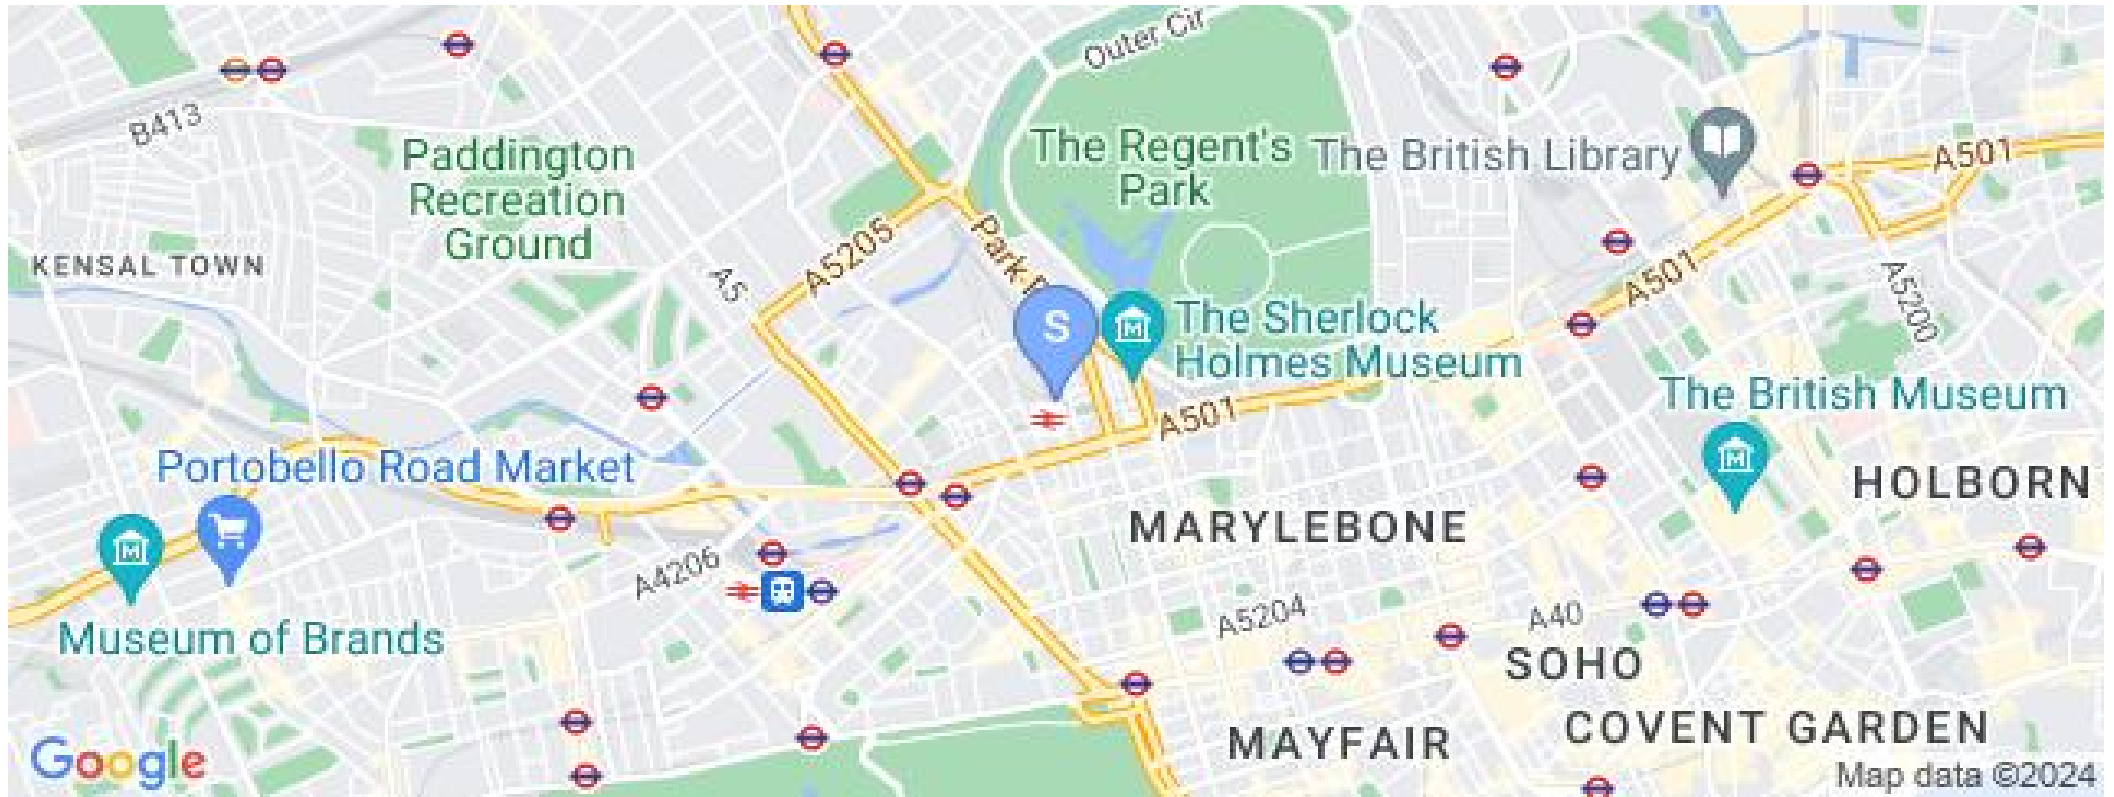 Outer Cir
B413
Paddington
Recreation
Ground
The Regent's
Park
The British Library
A501
KENSAL TOWN
A5
A5205
Park
A501
A5200
S
The Sherlock
Holmes Museum
A501
The British Museum
Portobello Road Market
HOLBORN
MARYLEBONE
A4206
A5204
A40
Museum of Brands
SOHO
MAYFAIR
COVENT GARDEN
Google
Map data ©2024